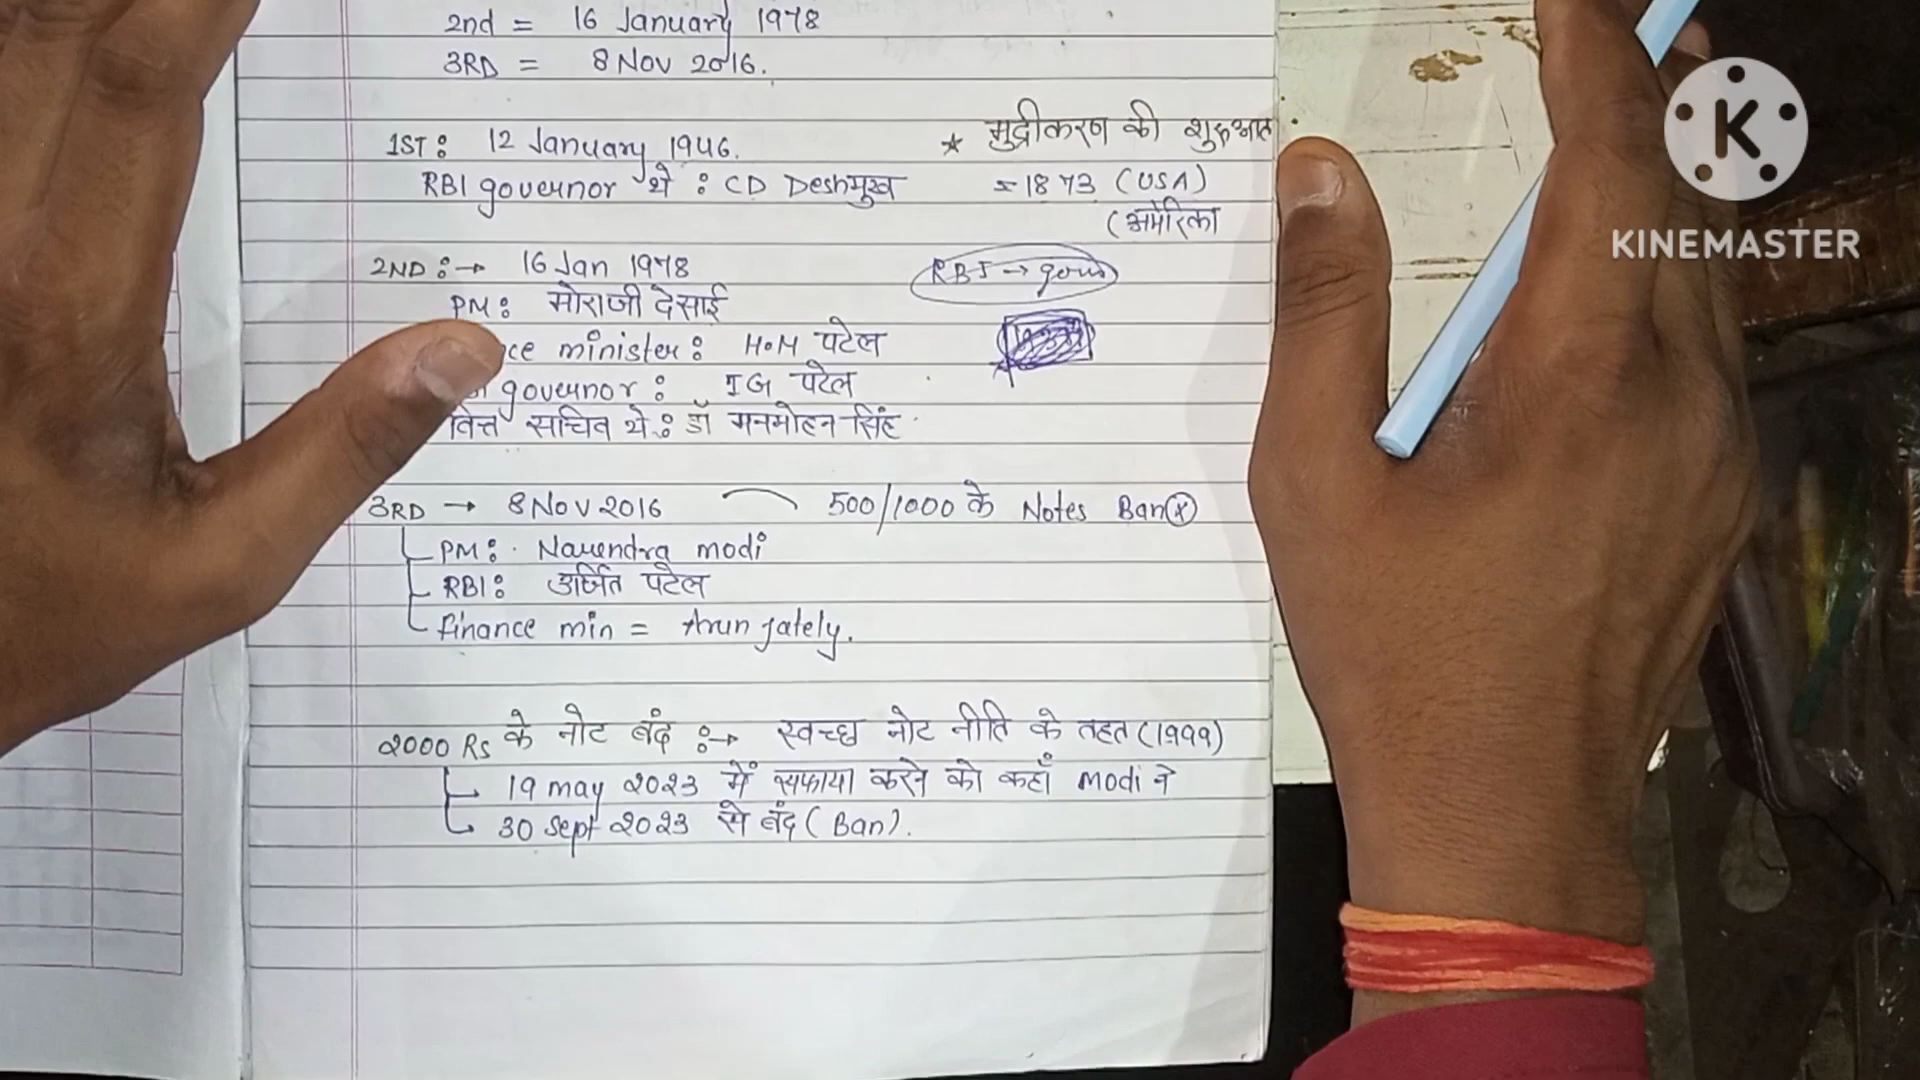 2nd = 16 January 1978
3RD = 8 Nov 2016.
1ST: 12 January 1946.
RBI governor थे : CD Deshमुख
★ मुद्रीकरण की शुरुआत
= 1873 (USA)
(अमेरिका
2ND :→ 16 Jan 1978
PM: मोराजी देसाई
ce minister: H.M पटेल
governor: IG पटेल
वित्त सचिव थे: डॉ मनमोहन सिंह
RBI →
3RD → 8 Nov 2016 500/1000 के Notes Ban
PM: Narendra modi
RBI: उर्जित पटेल
finance min = Arun jately.
2000 Rs के नोट बंद :→ स्वच्छ नोट नीति के तहत (1999)
19 may 2023 में सफाया करने को कहाँ modi ने
30 Sept 2023 से बंद (Ban).
K
KINEMASTER